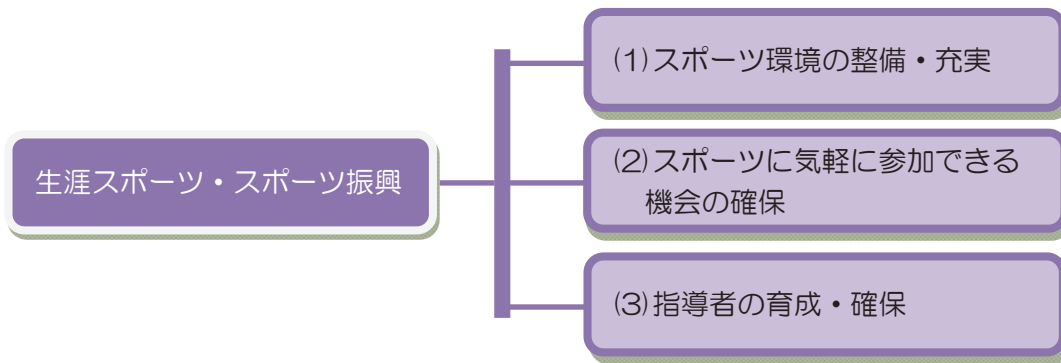 生涯スポーツ・スポーツ振興
(1)スポーツ環境の整備・充実
(2)スポーツに気軽に参加できる
機会の確保
(3)指導者の育成・確保